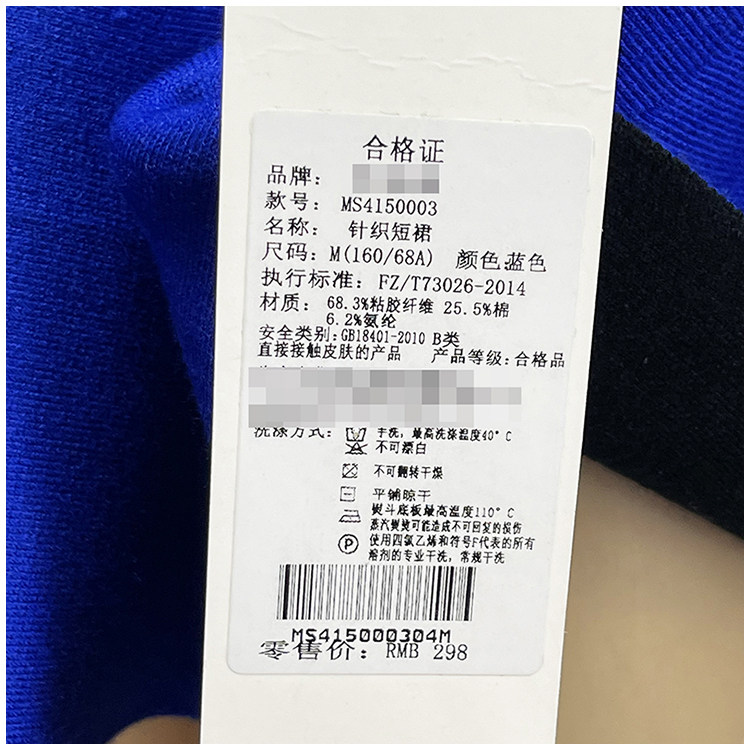 合格证
品牌:
款号: MS4150003
名称: 针织短裙
尺码: M(160/68A) 颜色:蓝色
执行标准: FZ/T73026-2014
材质: 68.3%粘胶纤维 25.5%棉
6.2%氨纶
安全类别:GB18401-2010 B类
直接接触皮肤的产品 产品等级:合格品
洗涤方式: 手洗,最高洗涤温度40°C
不可漂白
不可翻转干燥
平铺晾干
熨斗底板最高温度110°C
蒸汽熨烫可能造成不可回复的损伤
P 使用四氯乙烯和符号F代表的所有
溶剂的专业干洗,常规干洗
MS415000304M
零售价: RMB 298